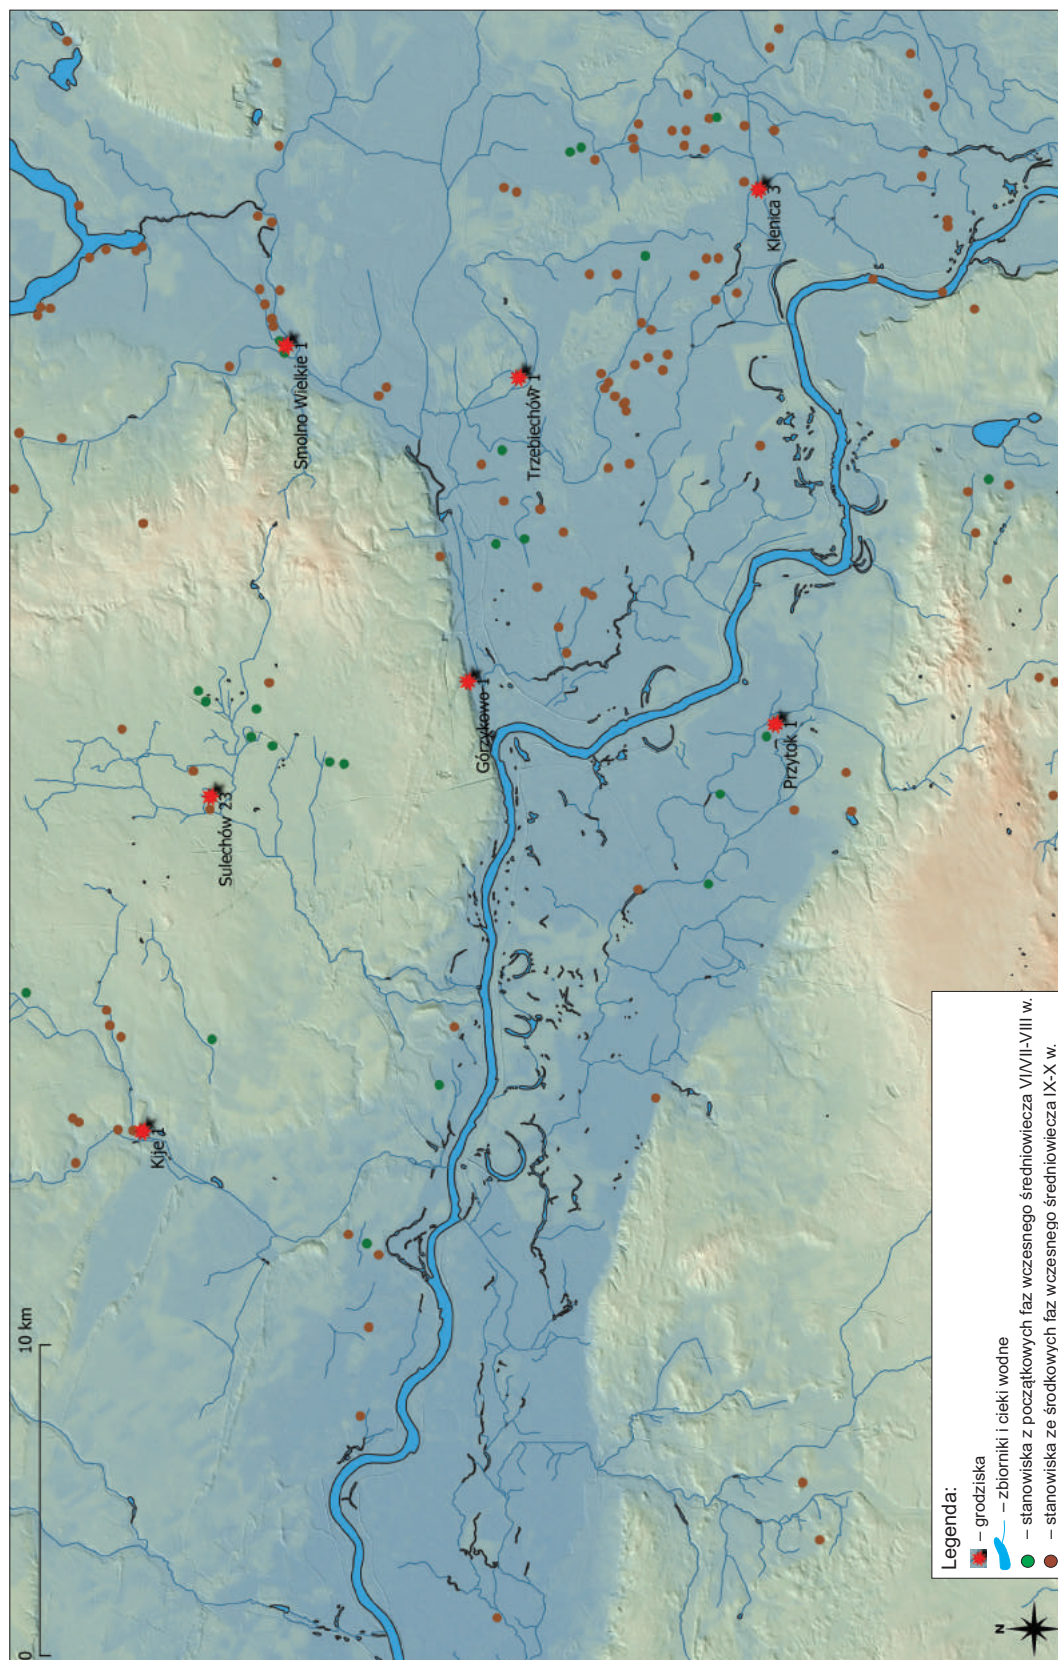 0
10 km
Kije 1
Sulechów 23
Smolno Wielkie 1
Górzykowo 1
Trzebiechów 1
Przytok 1
Klenica 3
Legenda:
– grodziska
– zbiorniki i cieki wodne
– stanowiska z początkowych faz wczesnego średniowiecza VI/VII-VIII w.
– stanowiska ze środkowych faz wczesnego średniowiecza IX-X w.
N